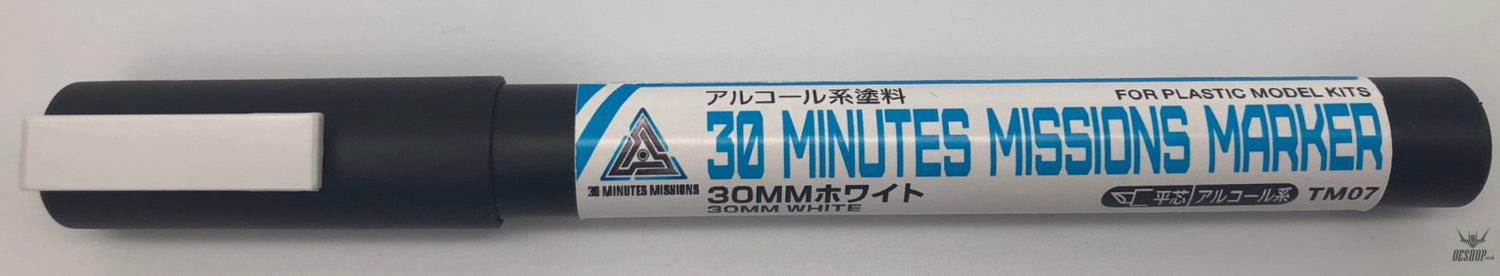 アルコール系塗料
FOR PLASTIC MODEL KITS
30 MINUTES MISSIONS MARKER
30 MINUTES MISSIONS
30MMホワイト
30MM WHITE
平芯 アルコール系 TM07
OCSHOP